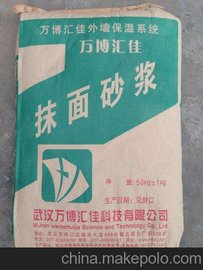 万博汇佳外墙保温系统
万博汇佳
抹面砂浆
净 重:50kg±1kg
生产日期:见封口
武汉万博汇佳科技有限公司
Wuhan wanbohuijia Science and Technology Co., Ltd
http://www.makepolo.com